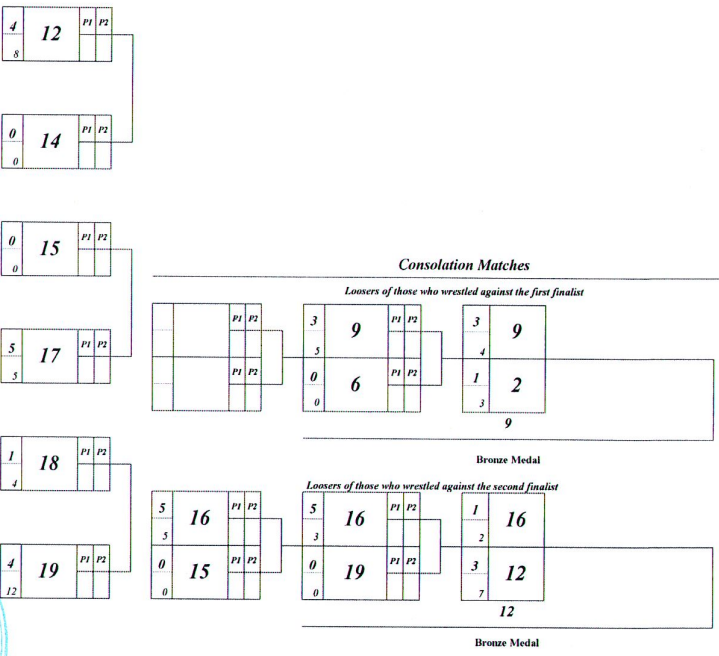 4 12 P1 P2
8
0 14 P1 P2
0
0 15 P1 P2
0
5 17 P1 P2
5
1 18 P1 P2
4
4 19 P1 P2
12
Consolation Matches
Loosers of those who wrestled against the first finalist
P1 P2
P1 P2
3 9 P1 P2
5
0 6 P1 P2
0
3 9
4
1 2
3
9
Bronze Medal
Loosers of those who wrestled against the second finalist
5 16 P1 P2
5
0 15 P1 P2
0
5 16 P1 P2
3
0 19 P1 P2
0
1 16
2
3 12
7
12
Bronze Medal